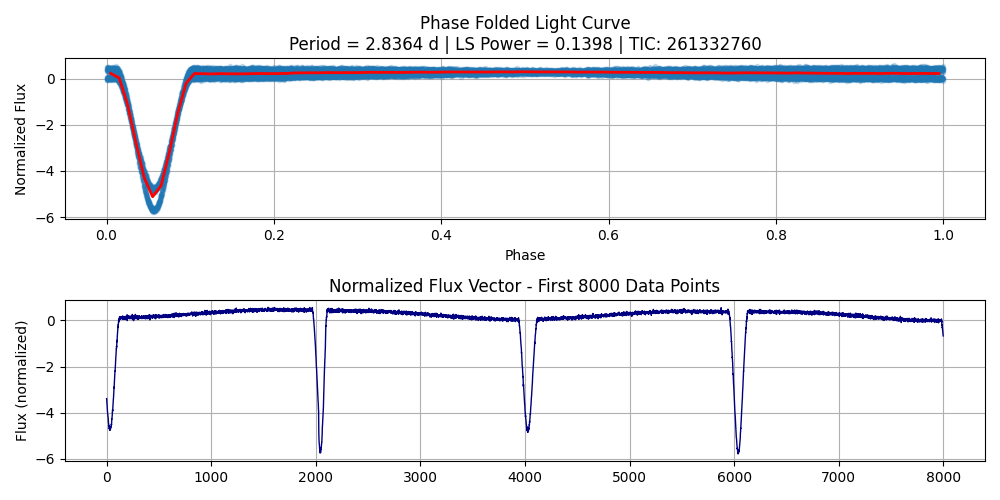 Phase Folded Light Curve
Period = 2.8364 d | LS Power = 0.1398 | TIC: 261332760
Normalized Flux
0
−2
−4
−6
0.0 0.2 0.4 0.6 0.8 1.0
Phase
Normalized Flux Vector - First 8000 Data Points
Flux (normalized)
0
−2
−4
−6
0 1000 2000 3000 4000 5000 6000 7000 8000